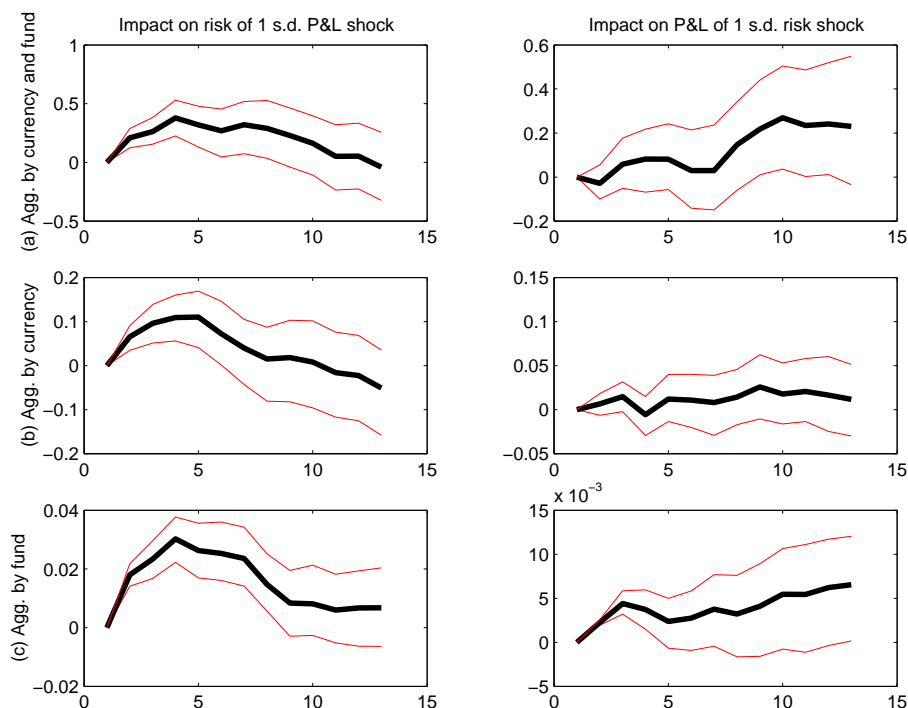 Impact on risk of 1 s.d. P&L shock
Impact on P&L of 1 s.d. risk shock
(a) Agg. by currency and fund
1
0.5
0
−0.5
0 5 10 15
0.6
0.4
0.2
0
−0.2
0 5 10 15
(b) Agg. by currency
0.2
0.1
0
−0.1
−0.2
0 5 10 15
0.15
0.1
0.05
0
−0.05
0 5 10 15
(c) Agg. by fund
0.04
0.02
0
−0.02
0 5 10 15
x 10⁻³
15
10
5
0
−5
0 5 10 15